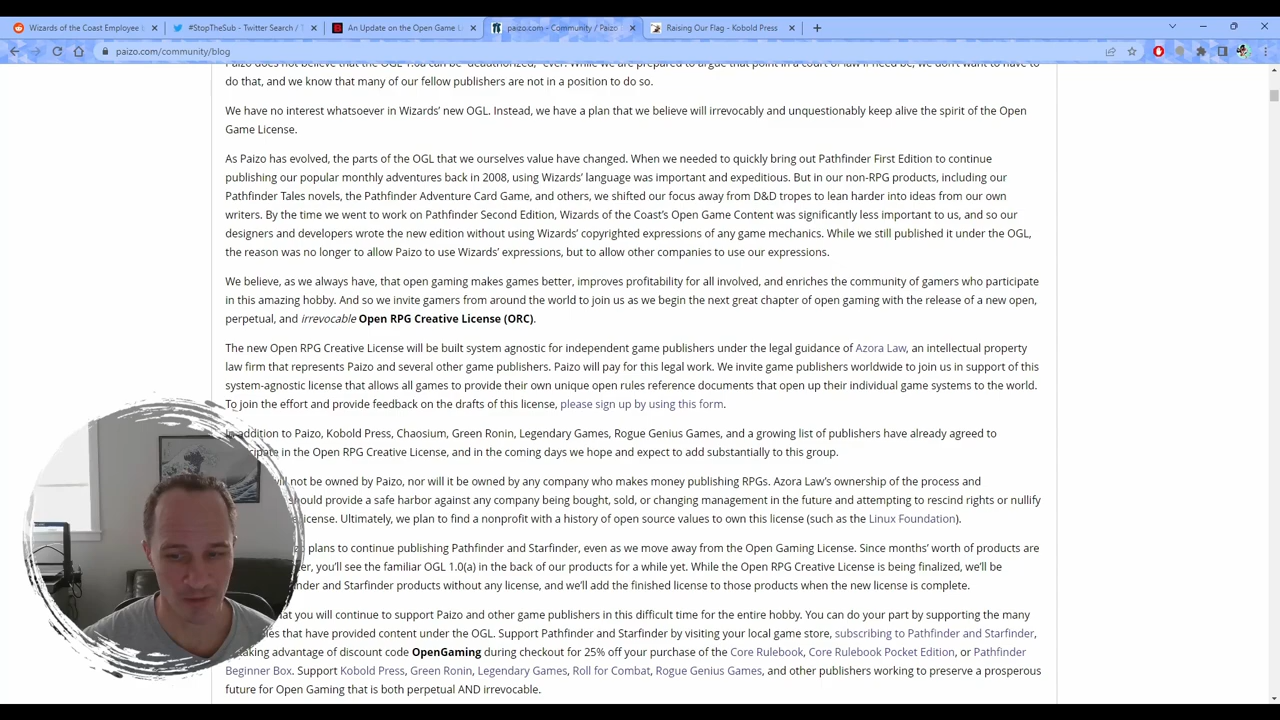 Wizards of the Coast Employee
#StopTheSub - Twitter Search /
An Update on the Open Game L
paizo.com - Community / Paizo
Raising Our Flag - Kobold Press
paizo.com/community/blog
Paizo does not believe that the OGL 1.0a can be "deauthorized," ever. While we are prepared to argue that point in a court of law if need be, we don't want to have to
do that, and we know that many of our fellow publishers are not in a position to do so.
We have no interest whatsoever in Wizards' new OGL. Instead, we have a plan that we believe will irrevocably and unquestionably keep alive the spirit of the Open
Game License.
As Paizo has evolved, the parts of the OGL that we ourselves value have changed. When we needed to quickly bring out Pathfinder First Edition to continue
publishing our popular monthly adventures back in 2008, using Wizards' language was important and expeditious. But in our non-RPG products, including our
Pathfinder Tales novels, the Pathfinder Adventure Card Game, and others, we shifted our focus away from D&D tropes to lean harder into ideas from our own
writers. By the time we went to work on Pathfinder Second Edition, Wizards of the Coast's Open Game Content was significantly less important to us, and so our
designers and developers wrote the new edition without using Wizards' copyrighted expressions of any game mechanics. While we still published it under the OGL,
the reason was no longer to allow Paizo to use Wizards' expressions, but to allow other companies to use our expressions.
We believe, as we always have, that open gaming makes games better, improves profitability for all involved, and enriches the community of gamers who participate
in this amazing hobby. And so we invite gamers from around the world to join us as we begin the next great chapter of open gaming with the release of a new open,
perpetual, and irrevocable Open RPG Creative License (ORC).
The new Open RPG Creative License will be built system agnostic for independent game publishers under the legal guidance of Azora Law, an intellectual property
law firm that represents Paizo and several other game publishers. Paizo will pay for this legal work. We invite game publishers worldwide to join us in support of this
system-agnostic license that allows all games to provide their own unique open rules reference documents that open up their individual game systems to the world.
To join the effort and provide feedback on the drafts of this license, please sign up by using this form.
In addition to Paizo, Kobold Press, Chaosium, Green Ronin, Legendary Games, Rogue Genius Games, and a growing list of publishers have already agreed to
in the Open RPG Creative License, and in the coming days we hope and expect to add substantially to this group.
will not be owned by Paizo, nor will it be owned by any company who makes money publishing RPGs. Azora Law's ownership of the process and
should provide a safe harbor against any company being bought, sold, or changing management in the future and attempting to rescind rights or nullify
license. Ultimately, we plan to find a nonprofit with a history of open source values to own this license (such as the Linux Foundation).
plans to continue publishing Pathfinder and Starfinder, even as we move away from the Open Gaming License. Since months' worth of products are
you'll see the familiar OGL 1.0(a) in the back of our products for a while yet. While the Open RPG Creative License is being finalized, we'll be
and Starfinder products without any license, and we'll add the finished license to those products when the new license is complete.
that you will continue to support Paizo and other game publishers in this difficult time for the entire hobby. You can do your part by supporting the many
that have provided content under the OGL. Support Pathfinder and Starfinder by visiting your local game store, subscribing to Pathfinder and Starfinder,
taking advantage of discount code OpenGaming during checkout for 25% off your purchase of the Core Rulebook, Core Rulebook Pocket Edition, or Pathfinder
Beginner Box. Support Kobold Press, Green Ronin, Legendary Games, Roll for Combat, Rogue Genius Games, and other publishers working to preserve a prosperous
future for Open Gaming that is both perpetual AND irrevocable.